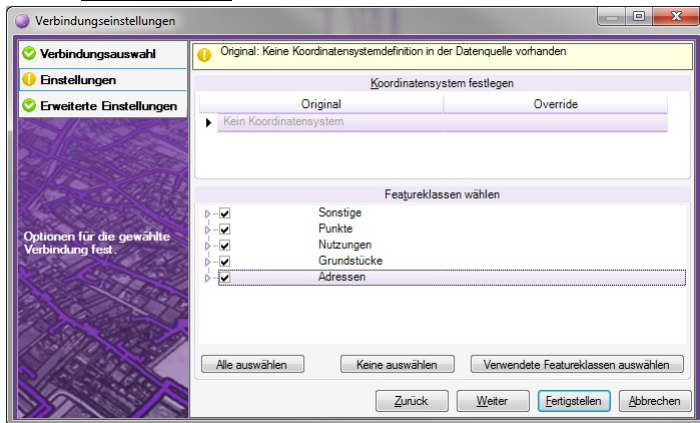 Verbindungseinstellungen
Verbindungsauswahl
Einstellungen
Erweiterte Einstellungen
Optionen für die gewählte
Verbindung fest.
Original: Keine Koordinatensystemdefinition in der Datenquelle vorhanden
Koordinatensystem festlegen
Original Override
Kein Koordinatensystem
Featureklassen wählen
Sonstige
Punkte
Nutzungen
Grundstücke
Adressen
Alle auswählen Keine auswählen Verwendete Featureklassen auswählen
Zurück Weiter Fertigstellen Abbrechen